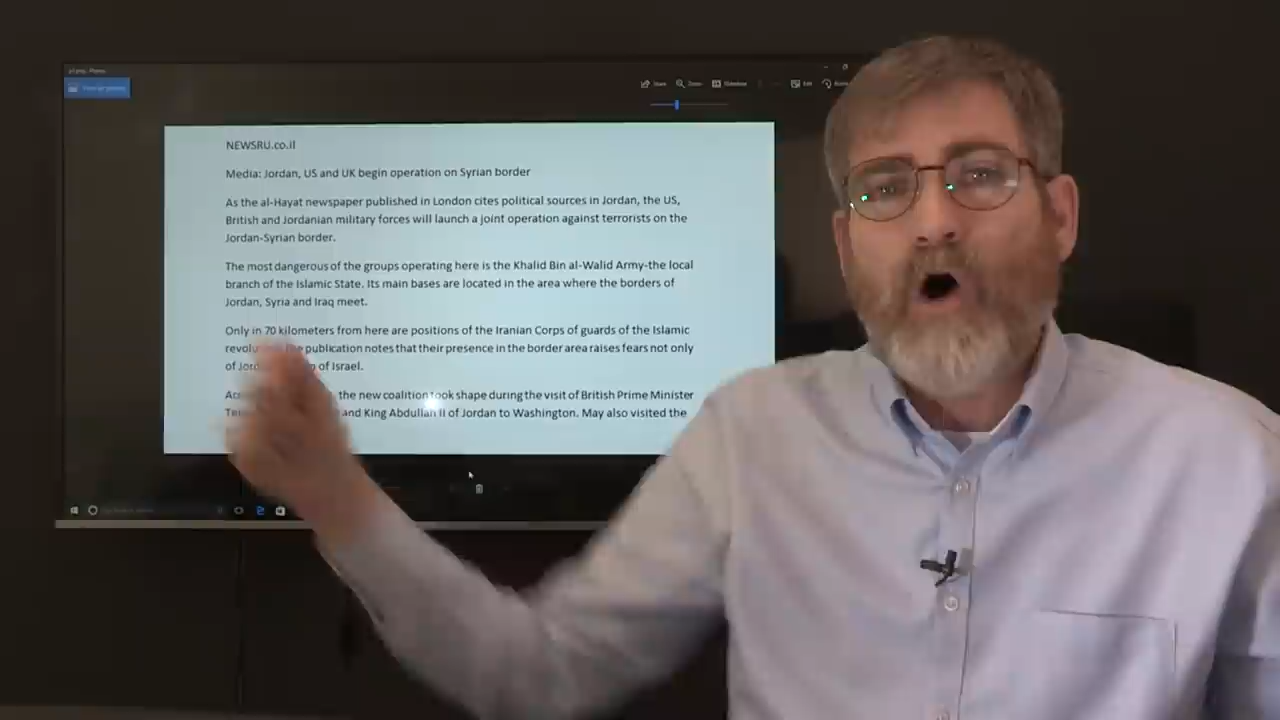 Share
Zoom
Slideshow
Edit
NEWSRU.co.il
Media: Jordan, US and UK begin operation on Syrian border
As the al-Hayat newspaper published in London cites political sources in Jordan, the US,
British and Jordanian military forces will launch a joint operation against terrorists on the
Jordan-Syrian border.
The most dangerous of the groups operating here is the Khalid Bin al-Walid Army-the local
branch of the Islamic State. Its main bases are located in the area where the borders of
Jordan, Syria and Iraq meet.
Only in 70 kilometers from here are positions of the Iranian Corps of guards of the Islamic
publication notes that their presence in the border area raises fears not only
of of Israel.
the new coalition took shape during the visit of British Prime Minister
and King Abdullah II of Jordan to Washington. May also visited the